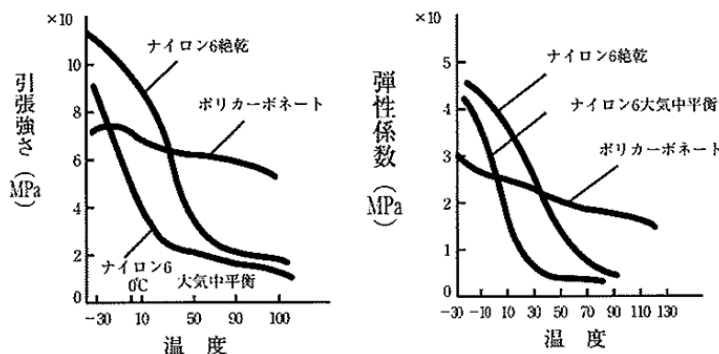 ×10
10
8
6
4
2
0
引張強さ
(MPa)
ナイロン6絶乾
ポリカーボネート
ナイロン6
0℃
大気中平衡
-30
10
50
90
100
温 度
×10
5
4
3
2
1
0
弾性係数
(MPa)
ナイロン6絶乾
ナイロン6大気中平衡
ポリカーボネート
-30
-10
10
30
50
70
90
110
130
温 度